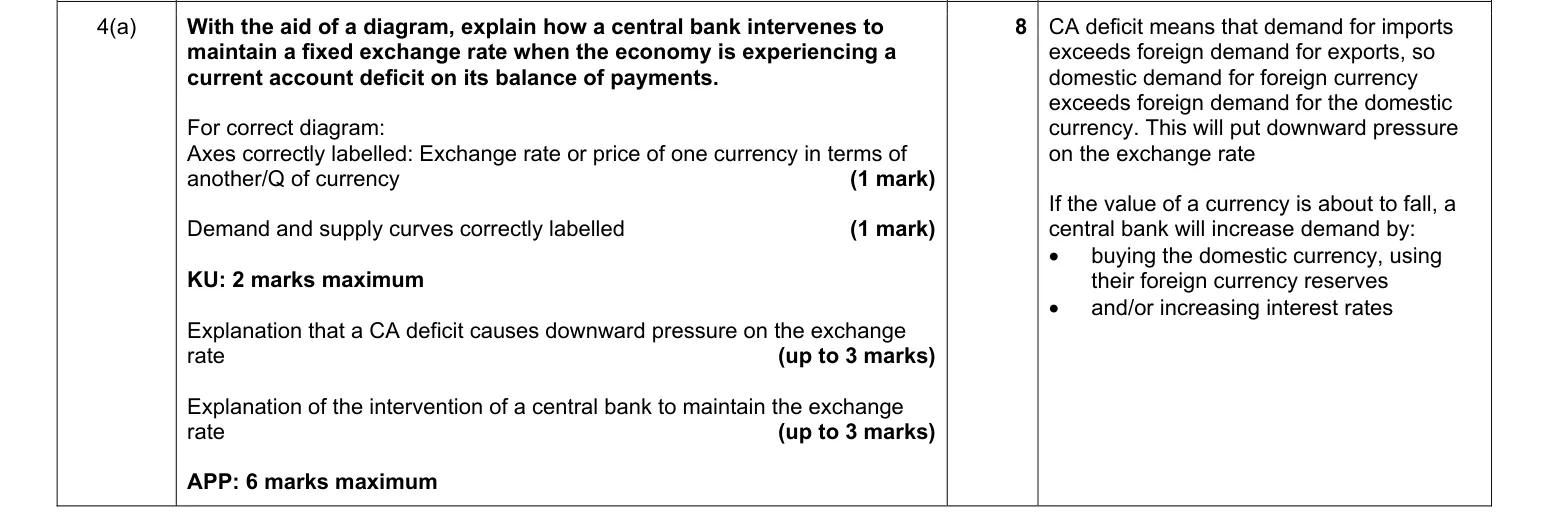 4(a)
With the aid of a diagram, explain how a central bank intervenes to
maintain a fixed exchange rate when the economy is experiencing a
current account deficit on its balance of payments.
For correct diagram:
Axes correctly labelled: Exchange rate or price of one currency in terms of
another/Q of currency (1 mark)
Demand and supply curves correctly labelled (1 mark)
KU: 2 marks maximum
Explanation that a CA deficit causes downward pressure on the exchange
rate (up to 3 marks)
Explanation of the intervention of a central bank to maintain the exchange
rate (up to 3 marks)
APP: 6 marks maximum
8
CA deficit means that demand for imports
exceeds foreign demand for exports, so
domestic demand for foreign currency
exceeds foreign demand for the domestic
currency. This will put downward pressure
on the exchange rate
If the value of a currency is about to fall, a
central bank will increase demand by:
• buying the domestic currency, using
their foreign currency reserves
• and/or increasing interest rates